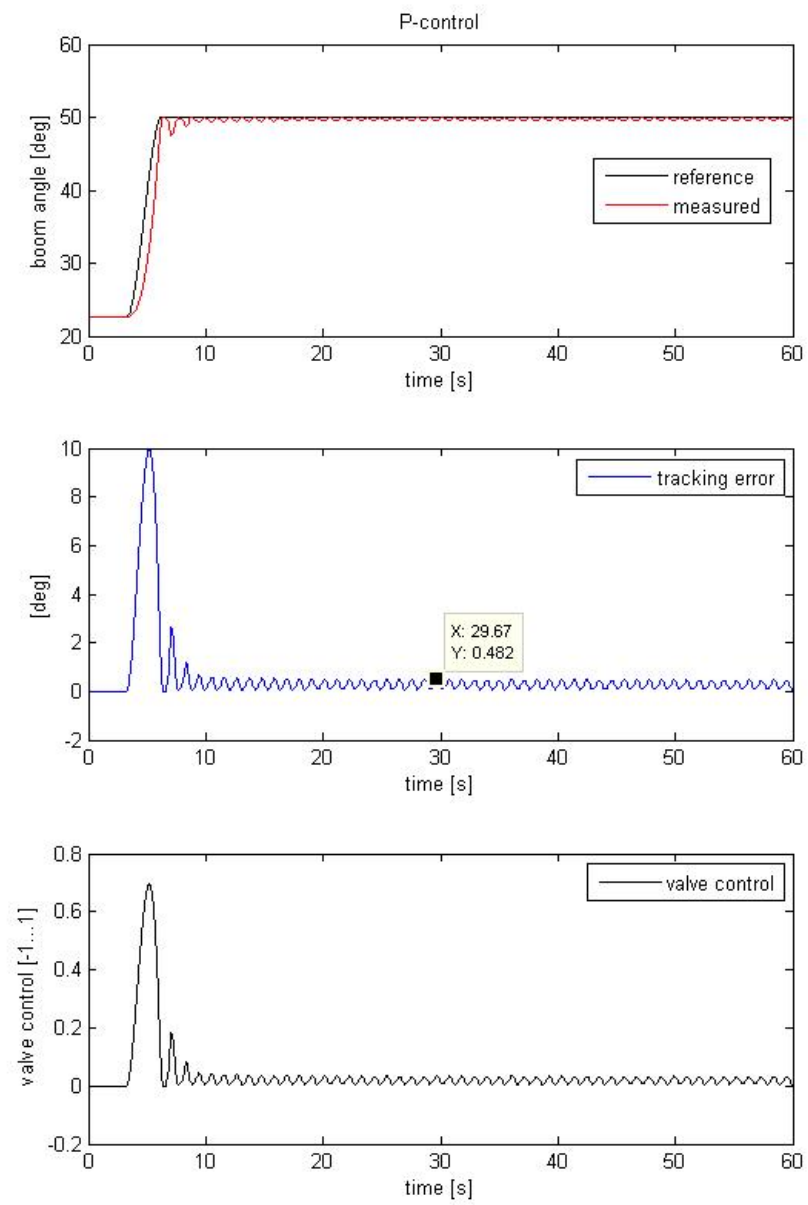 P-control
60
50
40
30
20
boom angle [deg]
reference
measured
0 10 20 30 40 50 60
time [s]
10
8
6
4
2
0
-2
[deg]
tracking error
X: 29.67
Y: 0.482
0 10 20 30 40 50 60
time [s]
0.8
0.6
0.4
0.2
0
-0.2
valve control [-1...1]
valve control
0 10 20 30 40 50 60
time [s]